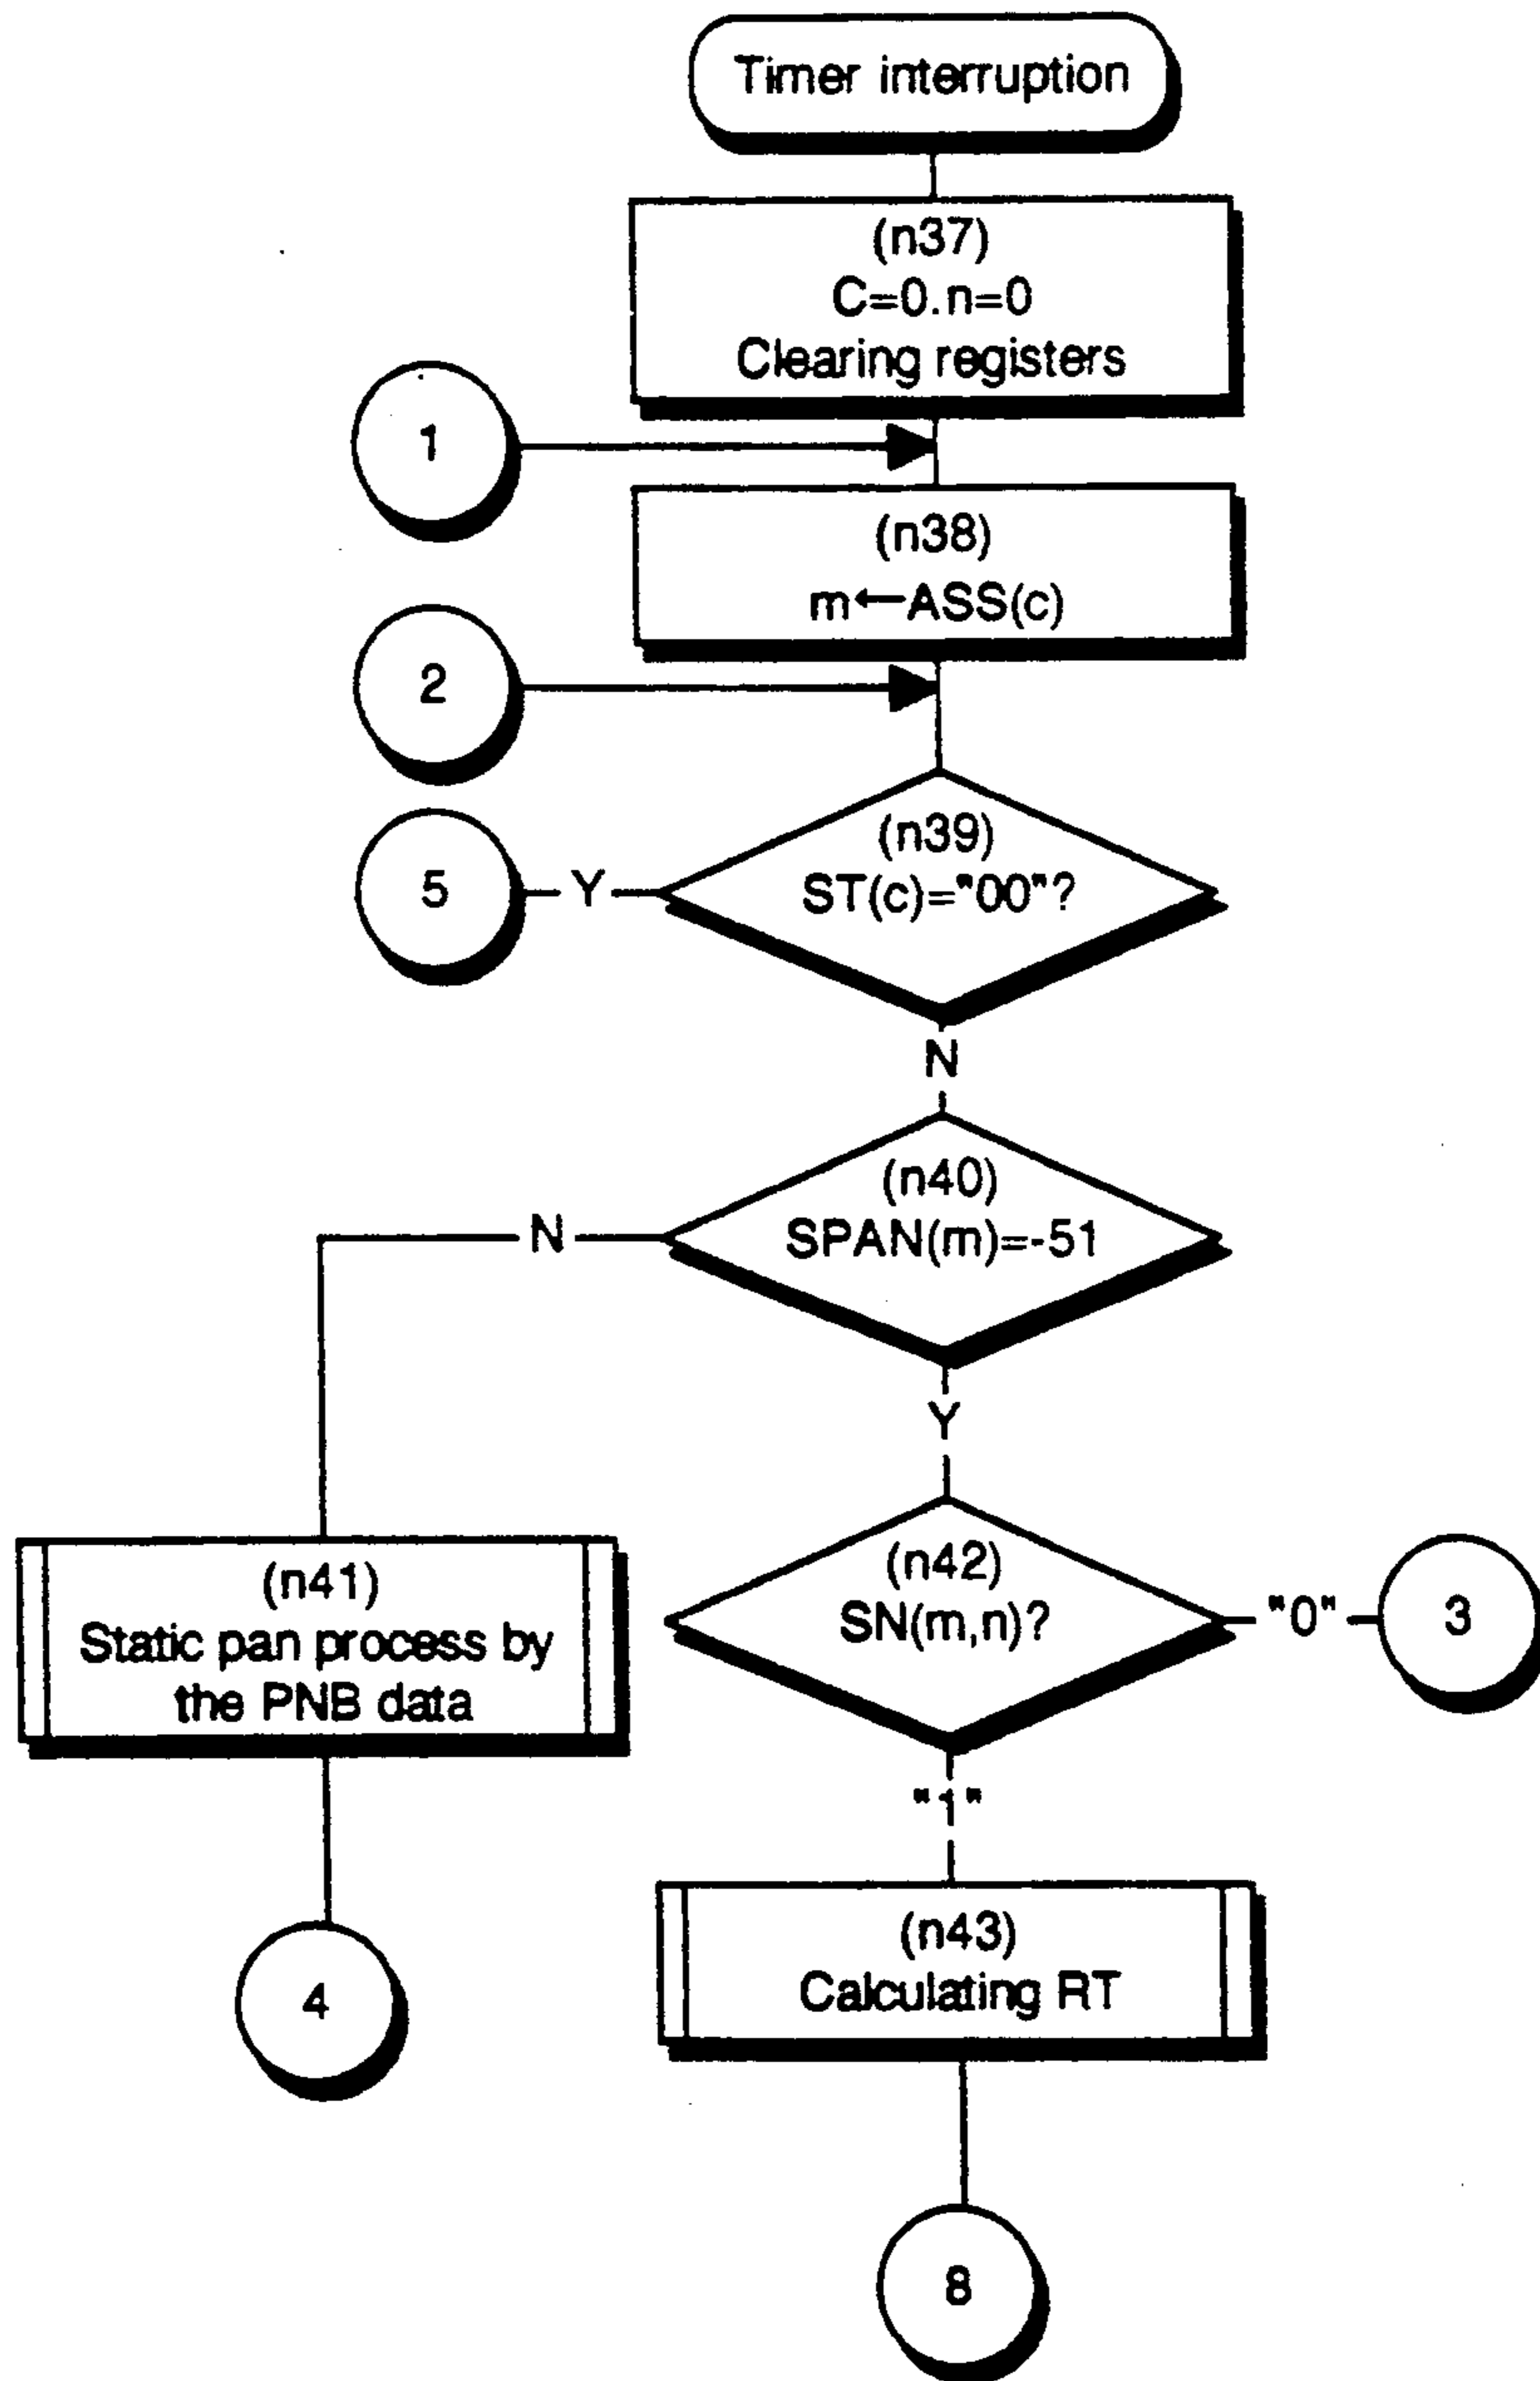 Timer interruption
(n37)
C=0.n=0
Clearing registers
1
(n38)
m←ASS(c)
2
(n39)
ST(c)="00"?
5
Y
N
(n40)
SPAN(m)=-51
N
Y
(n41)
Static pan process by
the PNB data
(n42)
SN(m,n)?
"0"
3
"1"
(n43)
Calculating RT
4
8